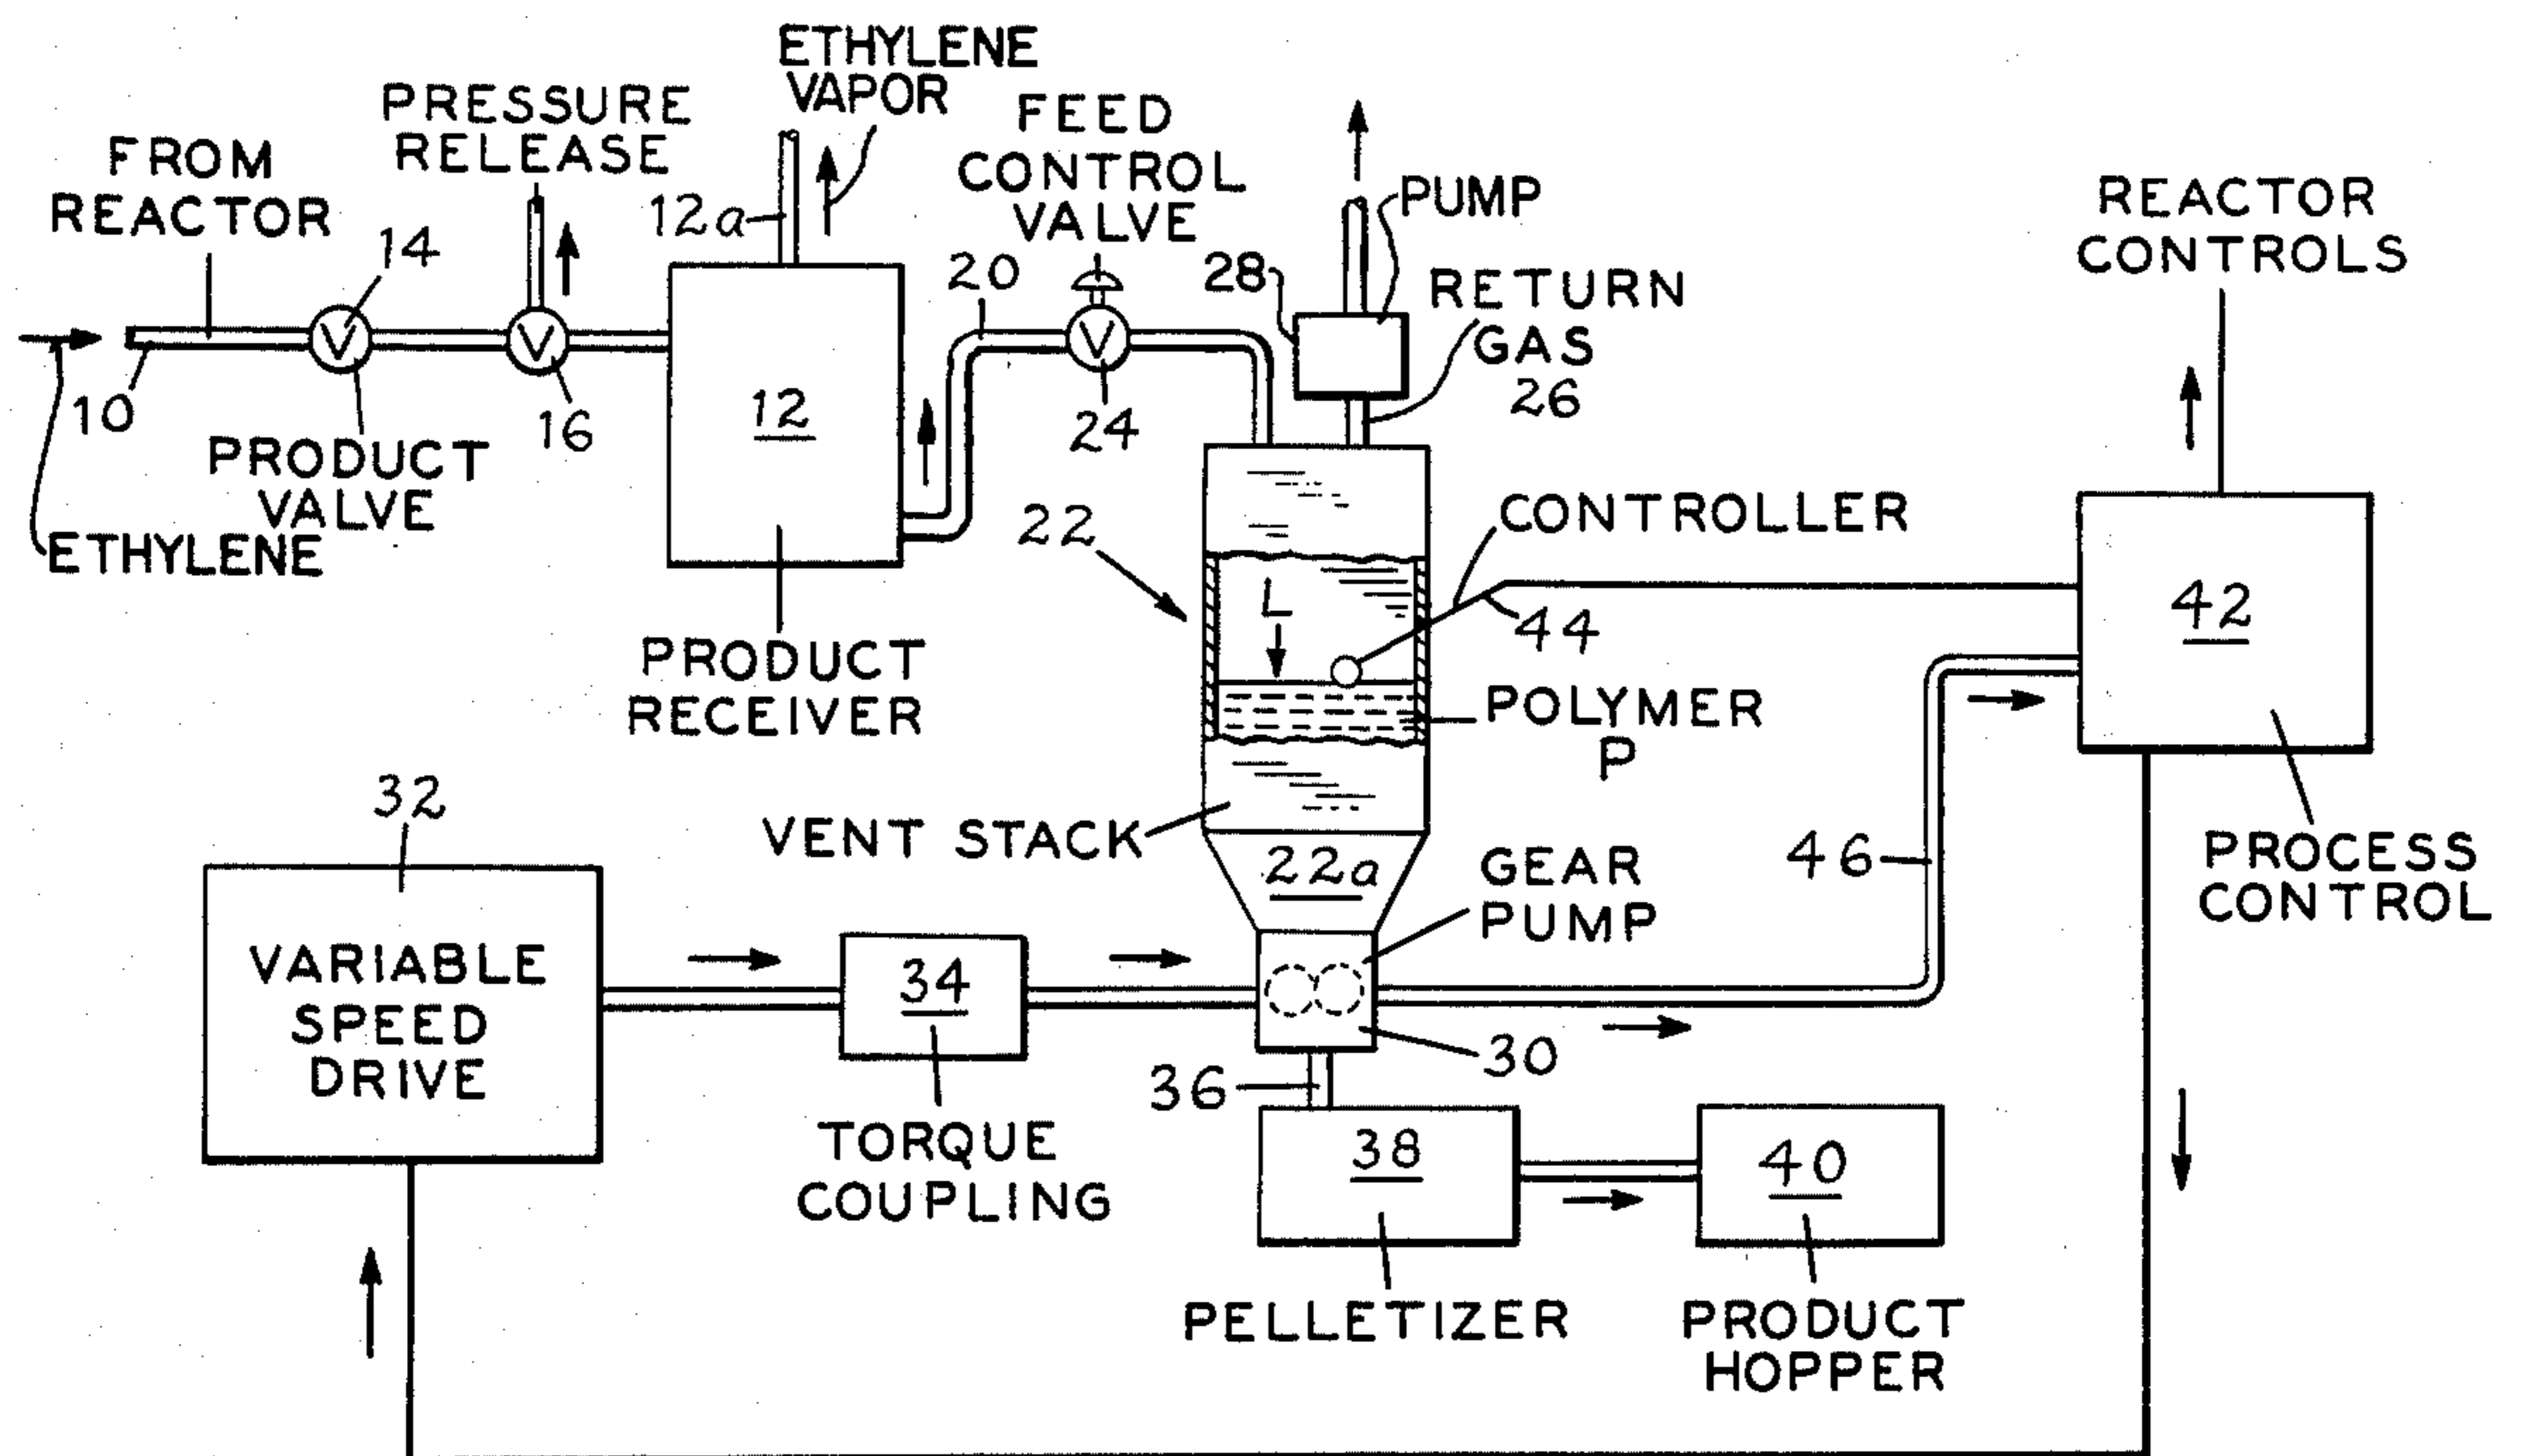 ETHYLENE
VAPOR
PRESSURE
RELEASE
FEED
CONTROL
VALVE
FROM
REACTOR
12a
PUMP
REACTOR
CONTROLS
14
20
28
RETURN
GAS
26
V
V
V
10
16
12
24
PRODUCT
VALVE
ETHYLENE
22
CONTROLLER
L
44
42
PRODUCT
RECEIVER
POLYMER
P
32
VENT STACK
22a
GEAR
PUMP
46
PROCESS
CONTROL
VARIABLE
SPEED
DRIVE
34
30
36
TORQUE
COUPLING
38
40
PELLETIZER
PRODUCT
HOPPER